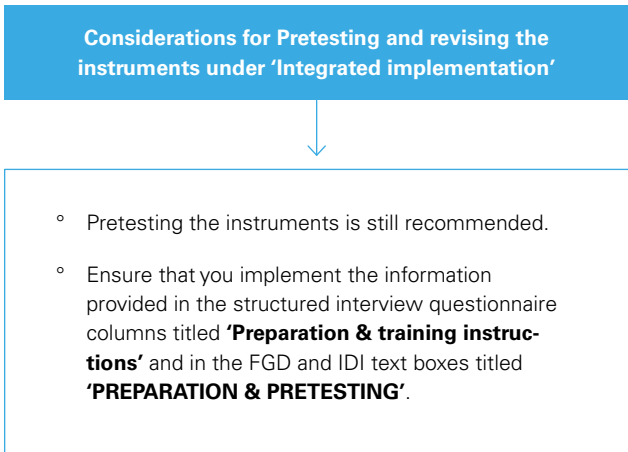 Considerations for Pretesting and revising the
instruments under ‘Integrated implementation’
° Pretesting the instruments is still recommended.
° Ensure that you implement the information
provided in the structured interview questionnaire
columns titled ‘Preparation & training instruc-
tions’ and in the FGD and IDI text boxes titled
‘PREPARATION & PRETESTING’.